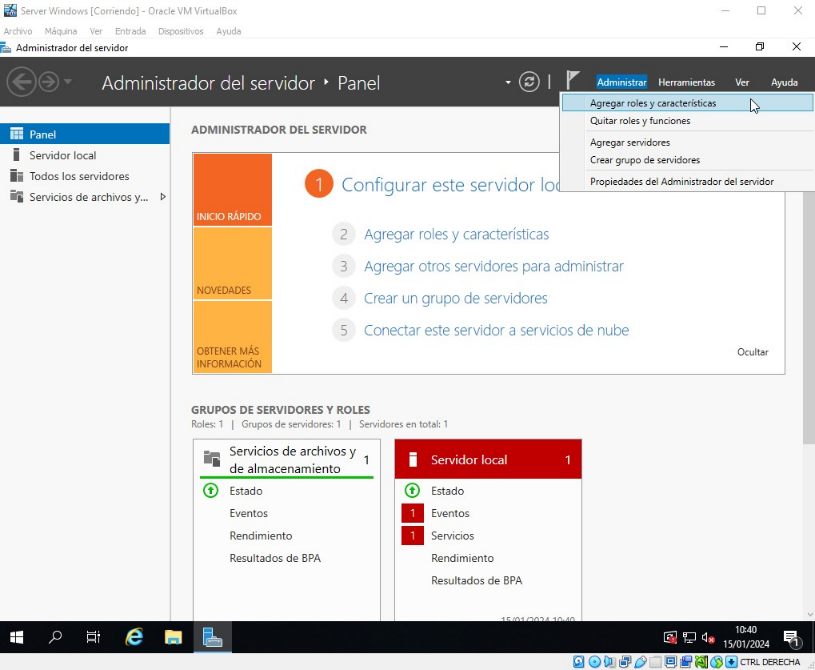 Server Windows [Corriendo] - Oracle VM VirtualBox
Archivo Máquina Ver Entrada Dispositivos Ayuda
Administrador del servidor
Administrador del servidor ‣ Panel
Administrar Herramientas Ver Ayuda
Agregar roles y características
Quitar roles y funciones
Agregar servidores
Crear grupo de servidores
Propiedades del Administrador del servidor
Panel
Servidor local
Todos los servidores
Servicios de archivos y...
ADMINISTRADOR DEL SERVIDOR
INICIO RÁPIDO
NOVEDADES
OBTENER MÁS
INFORMACIÓN
1 Configurar este servidor loc
2 Agregar roles y características
3 Agregar otros servidores para administrar
4 Crear un grupo de servidores
5 Conectar este servidor a servicios de nube
Ocultar
GRUPOS DE SERVIDORES Y ROLES
Roles: 1 | Grupos de servidores: 1 | Servidores en total: 1
Servicios de archivos y
de almacenamiento
1
Estado
Eventos
Rendimiento
Resultados de BPA
Servidor local 1
Estado
1 Eventos
1 Servicios
Rendimiento
Resultados de BPA
15/01/2024 10:40
10:40
15/01/2024
1
CTRL DERECHA